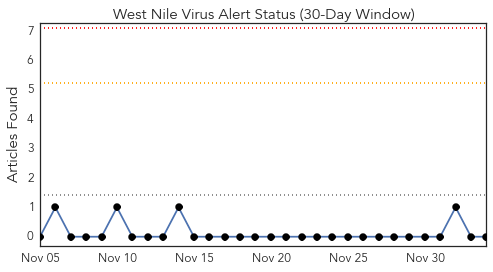 West Nile Virus Alert Status (30-Day Window)
Articles Found
7
6
5
4
3
2
1
0
Nov 05 Nov 10 Nov 15 Nov 20 Nov 25 Nov 30